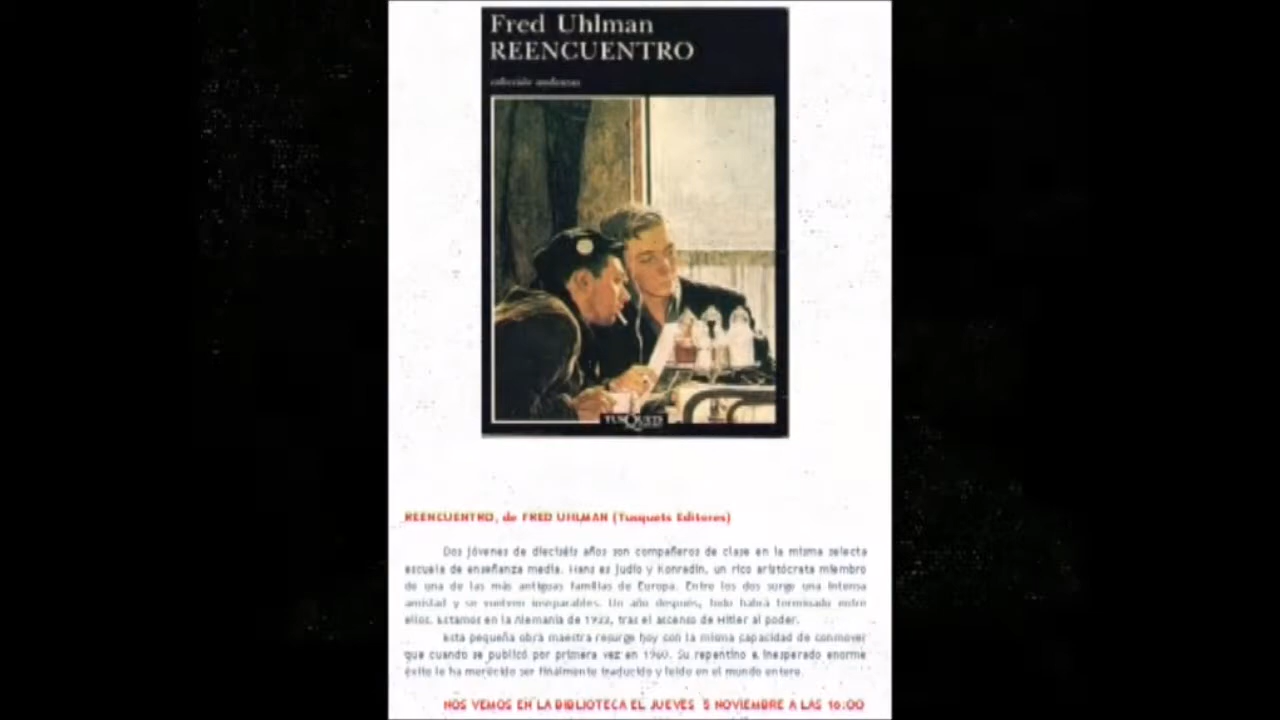 Fred Uhlman
REENCUENTRO
colección andanzas
TUSQUETS
REENCUENTRO, de FRED UHLMAN (Tusquets Editores)
Dos jóvenes de dieciséis años son compañeros de clase en la misma selecta
escuela de enseñanza media. Hans es judío y Konradin, un rico aristócrata miembro
de una de las más antiguas familias de Europa. Entre los dos surge una intensa
amistad y se vuelven inseparables. Un año después, todo habrá terminado entre
ellos. Estamos en la Alemania de 1933, tras el ascenso de Hitler al poder.
Esta pequeña obra maestra resurge hoy con la misma capacidad de conmover
que cuando se publicó por primera vez en 1960. Su repentino e inesperado enorme
éxito le ha merecido ser finalmente traducido y leído en el mundo entero.
NOS VEMOS EN LA BIBLIOTECA EL JUEVES 5 NOVIEMBRE A LAS 16:00